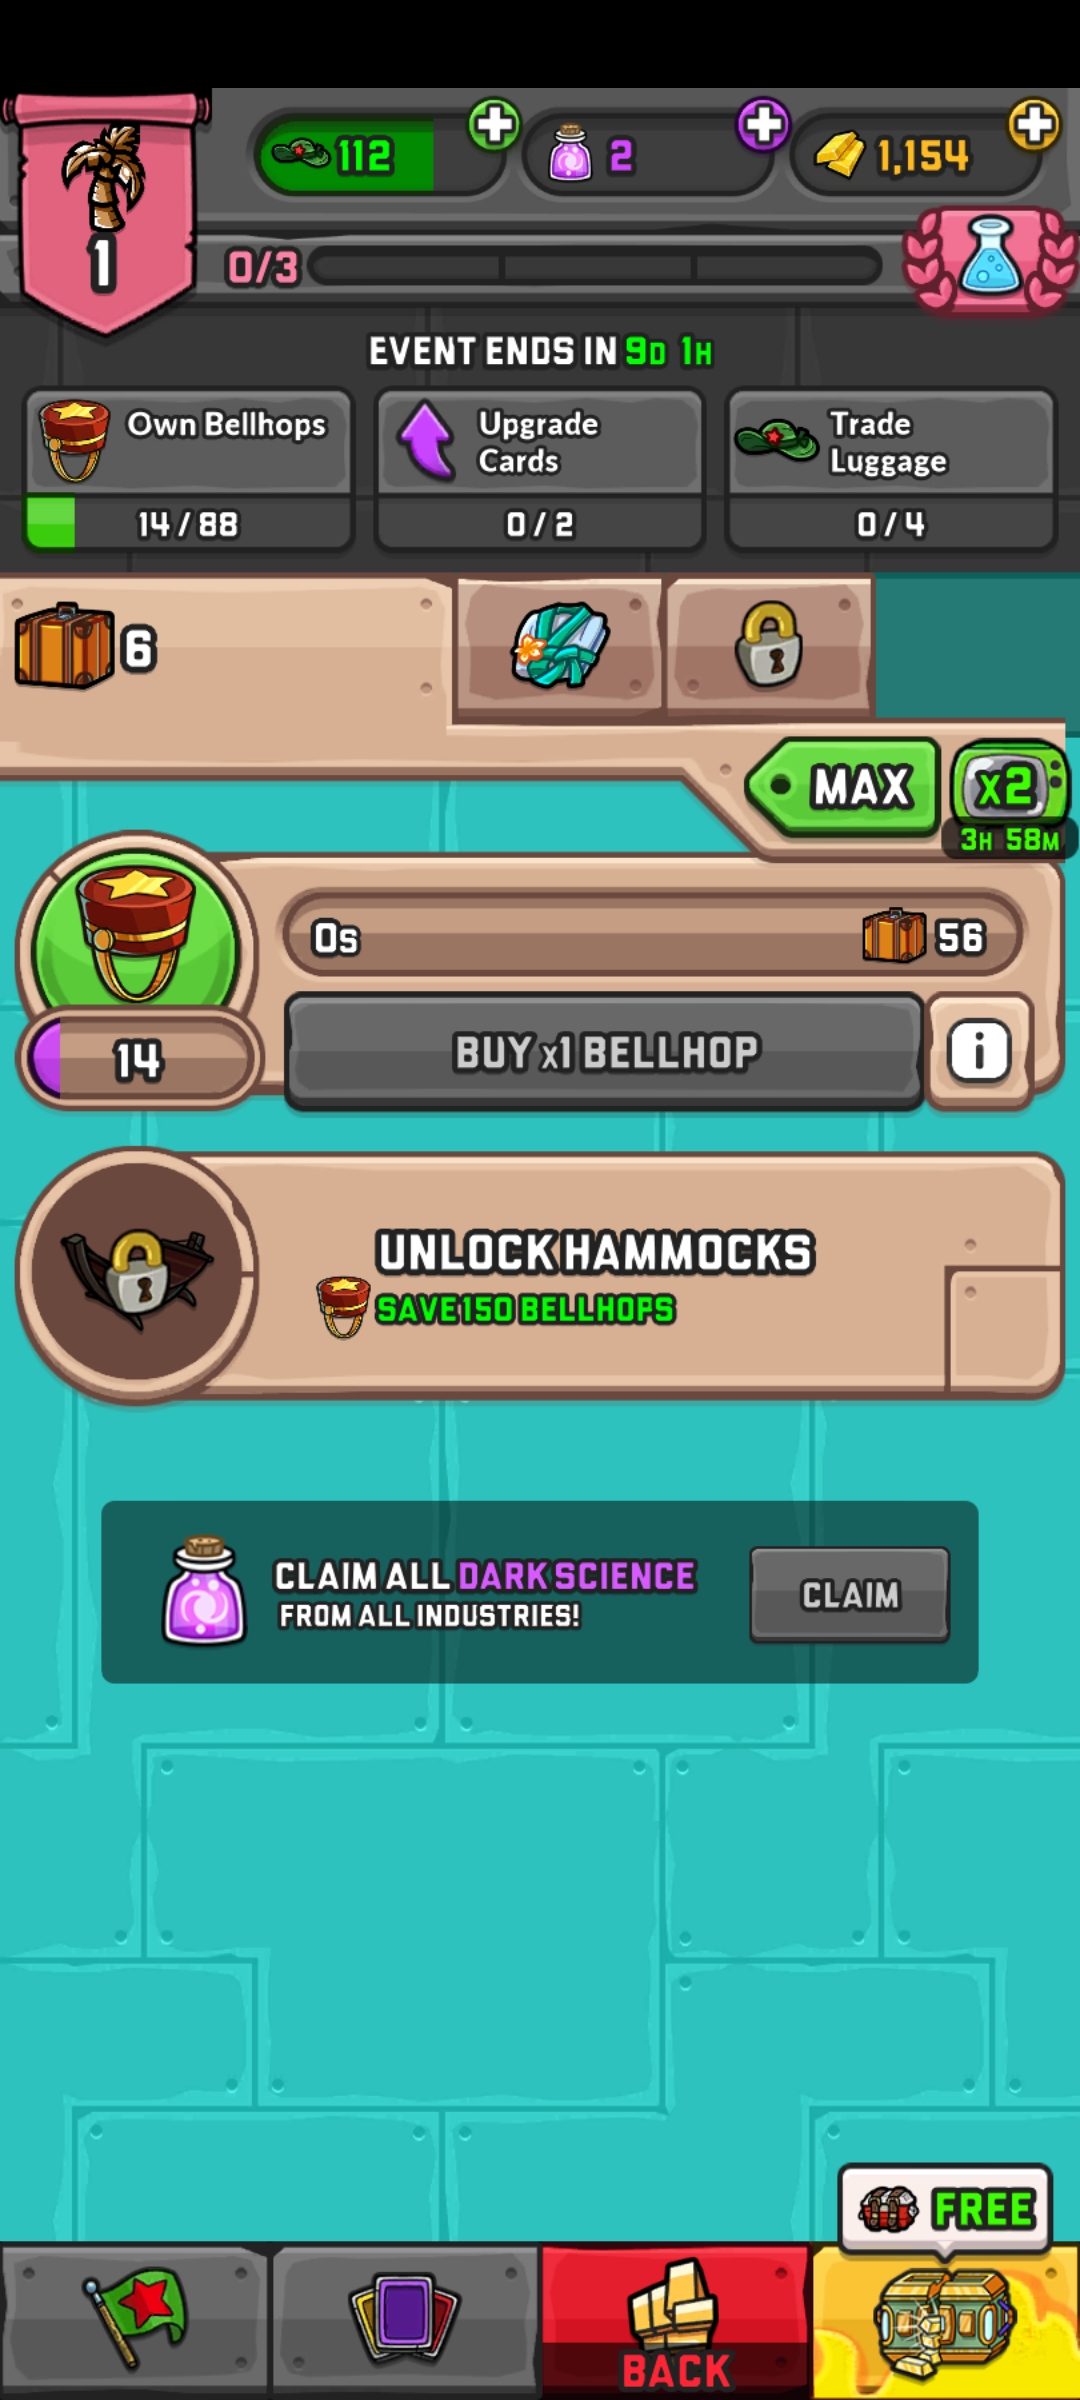 112
2
1,154
1
0/3
EVENT ENDS IN 9D 1H
Own Bellhops
14 / 88
Upgrade
Cards
0 / 2
Trade
Luggage
0 / 4
6
MAX
x2
3H 58M
0s
56
14
BUY x1 BELLHOP
i
UNLOCK HAMMOCKS
SAVE 150 BELLHOPS
CLAIM ALL DARK SCIENCE
FROM ALL INDUSTRIES!
CLAIM
FREE
BACK